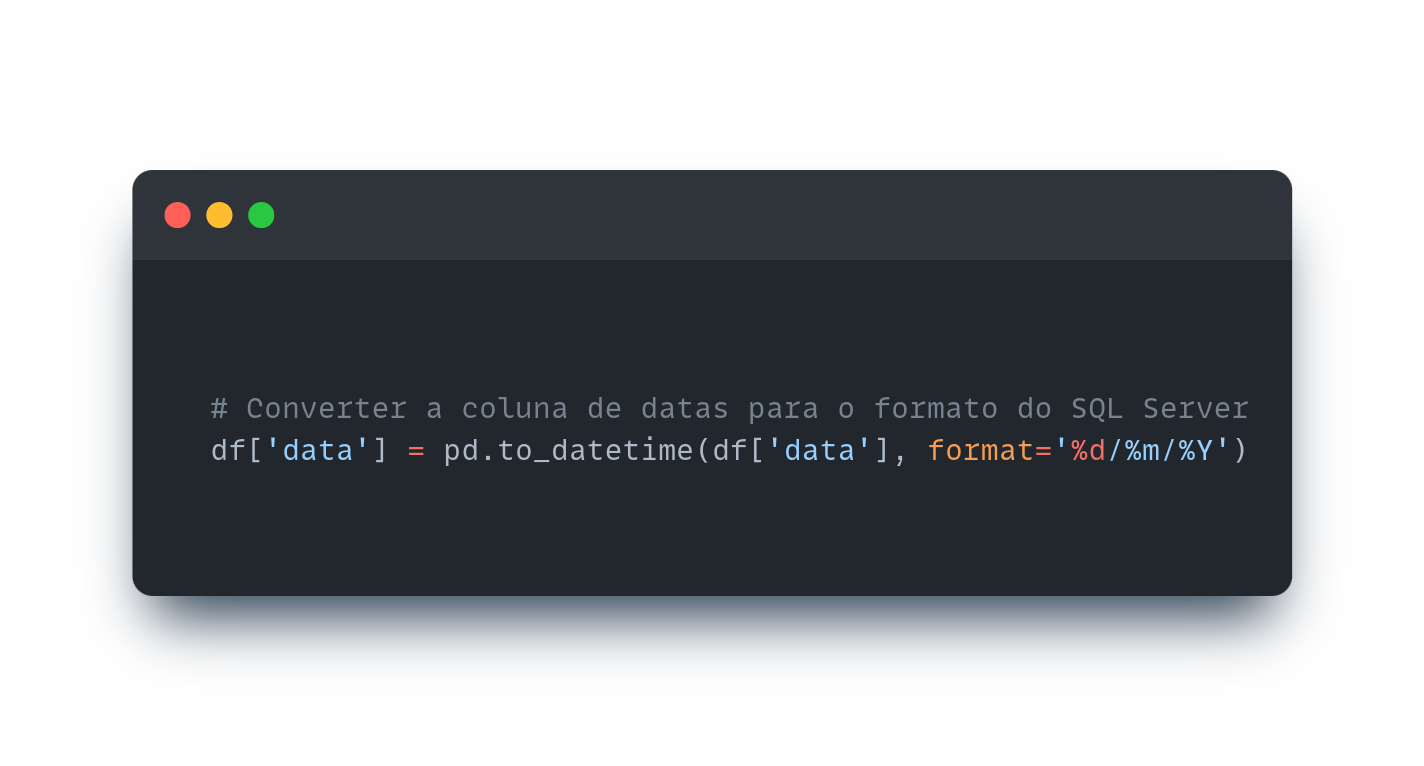 # Converter a coluna de datas para o formato do SQL Server
df['data'] = pd.to_datetime(df['data'], format='%d/%m/%Y')